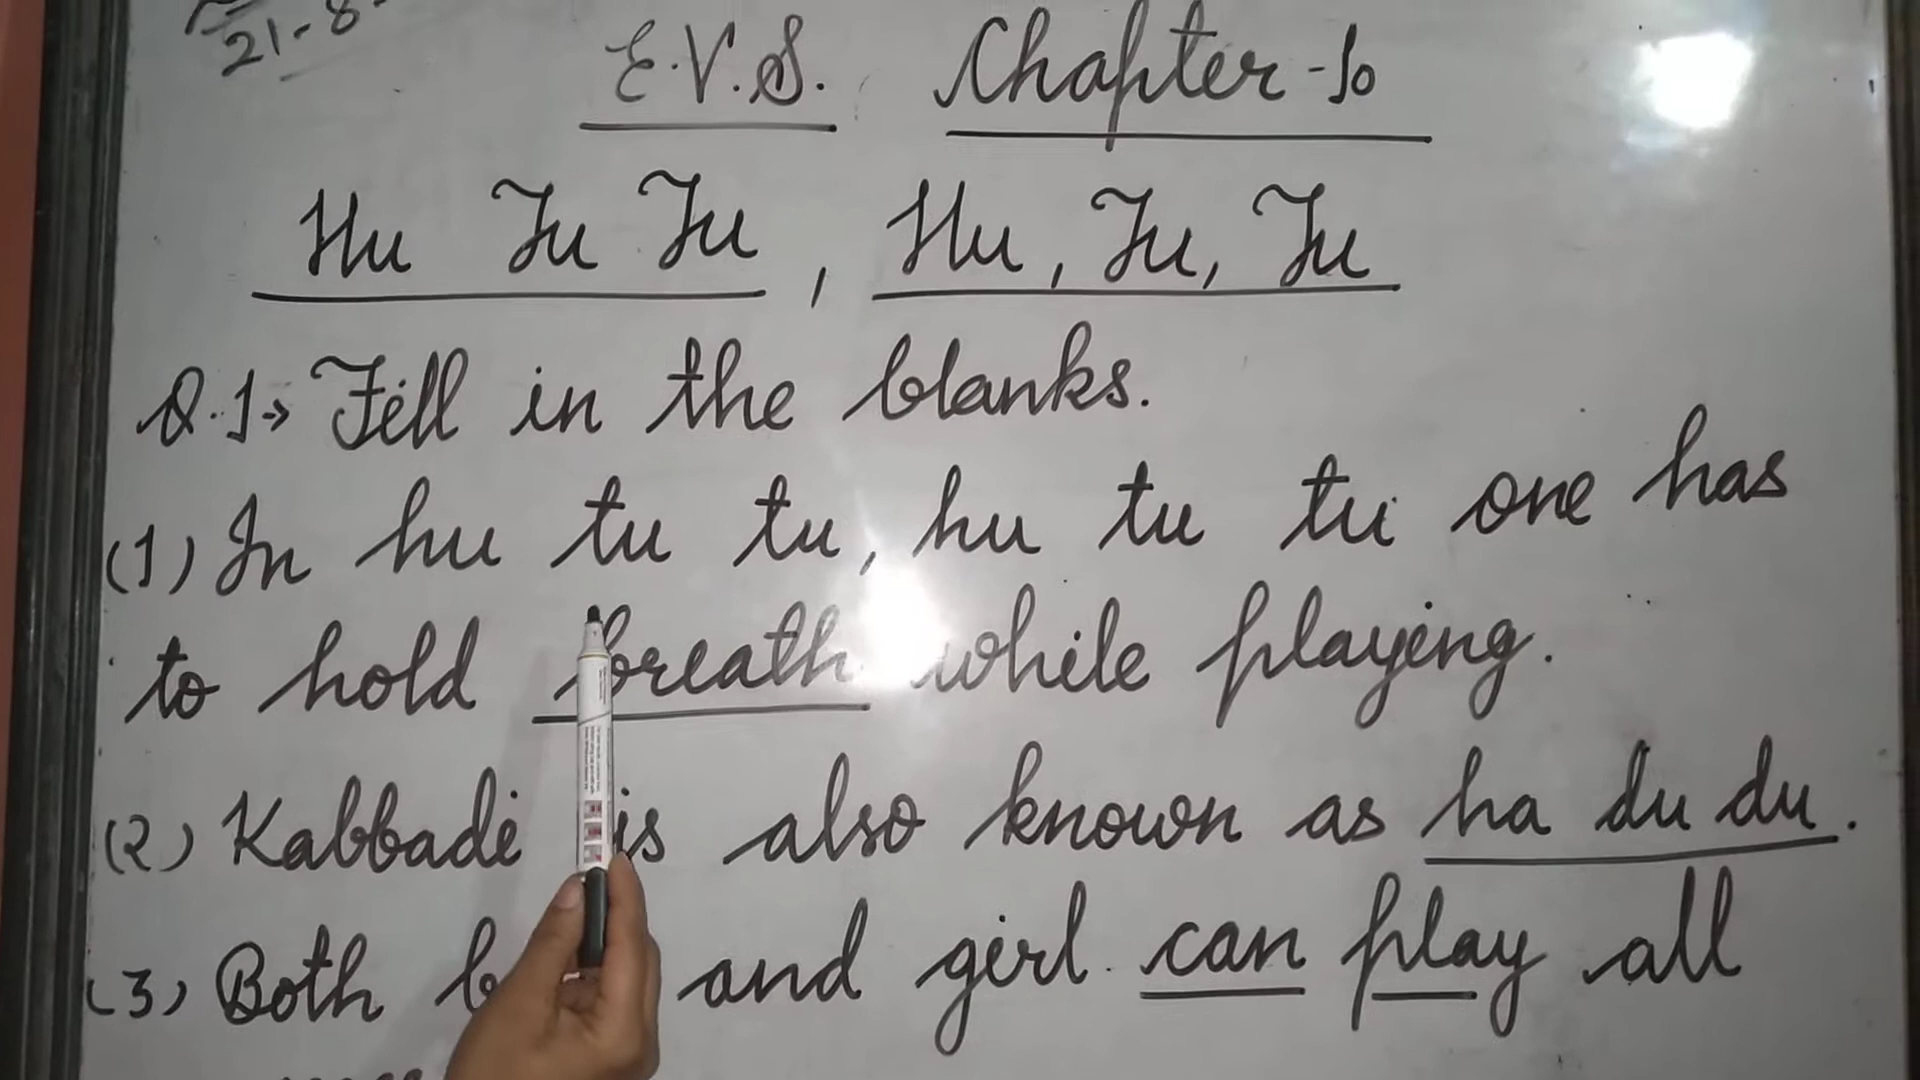 21-8
E.V.S. Chapter-10
Hu Tu Tu, Hu, Tu, Tu
Q.1→ Fill in the blanks.
(1) In hu tu tu, hu tu tu one has
to hold breath while playing.
(2) Kabbadi is also known as ha du du.
(3) Both and girl can play all